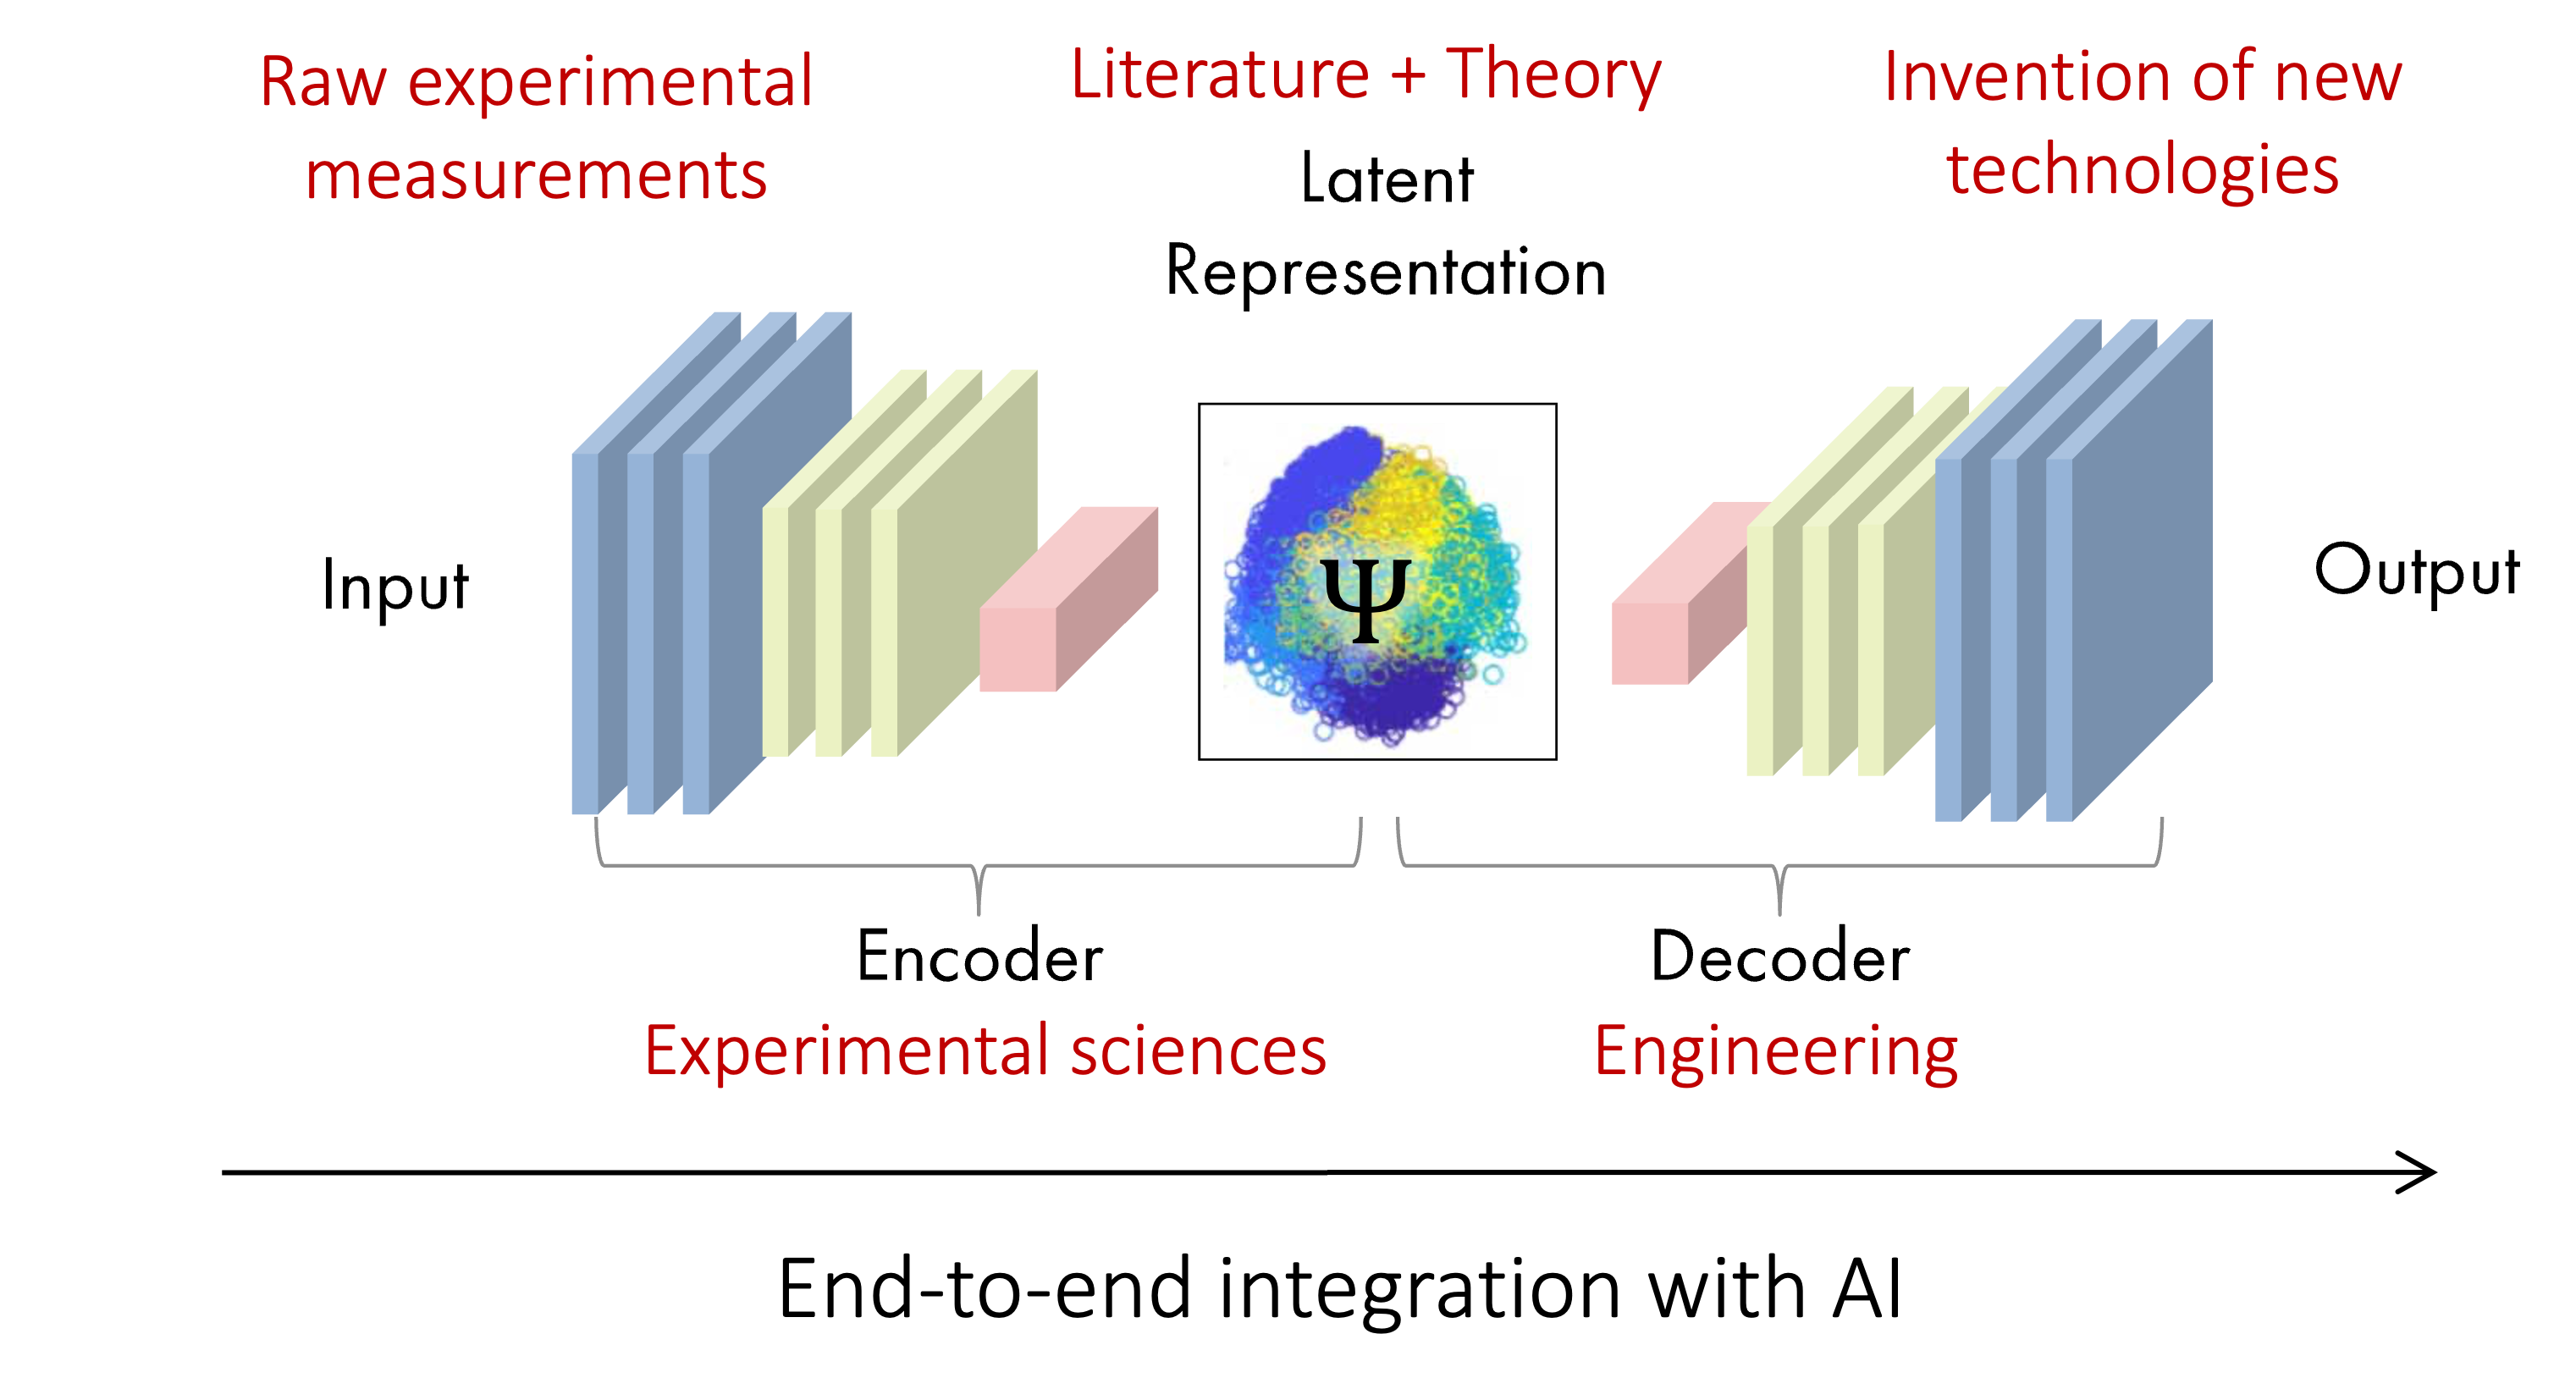 Raw experimental
measurements
Literature + Theory
Latent
Representation
Invention of new
technologies
Input
Ψ
Output
Encoder
Experimental sciences
Decoder
Engineering
End-to-end integration with AI